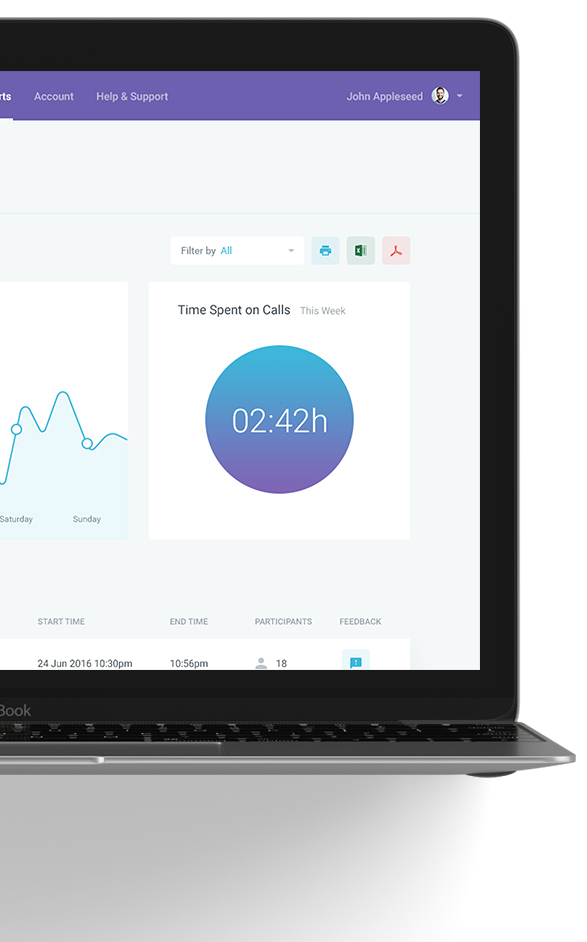 rts Account Help & Support John Appleseed
Filter by All
Time Spent on Calls This Week
02:42h
Saturday Sunday
START TIME END TIME PARTICIPANTS FEEDBACK
24 Jun 2016 10:30pm 10:56pm 18
Book